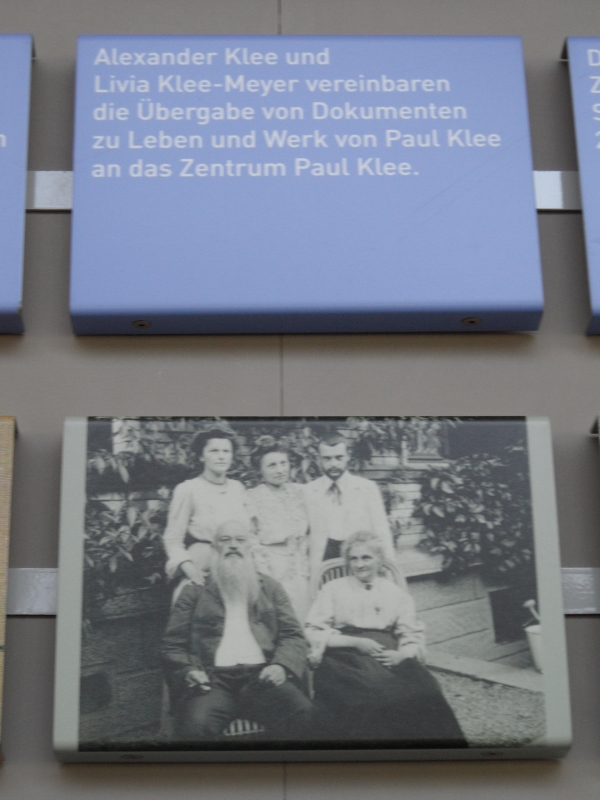 Alexander Klee und
Livia Klee-Meyer vereinbaren
die Übergabe von Dokumenten
zu Leben und Werk von Paul Klee
an das Zentrum Paul Klee.